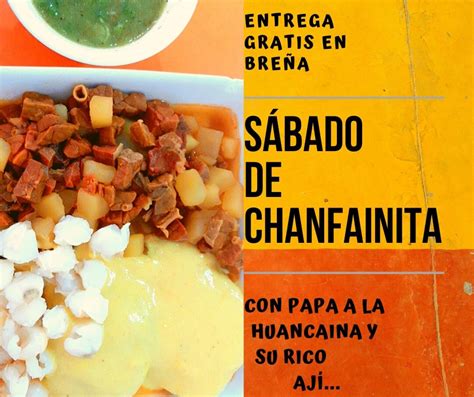 ENTREGA
GRATIS EN
BREÑA
SÁBADO
DE
CHANFAINITA
CON PAPA A LA
HUANCAINA Y
SU RICO
AJÍ...